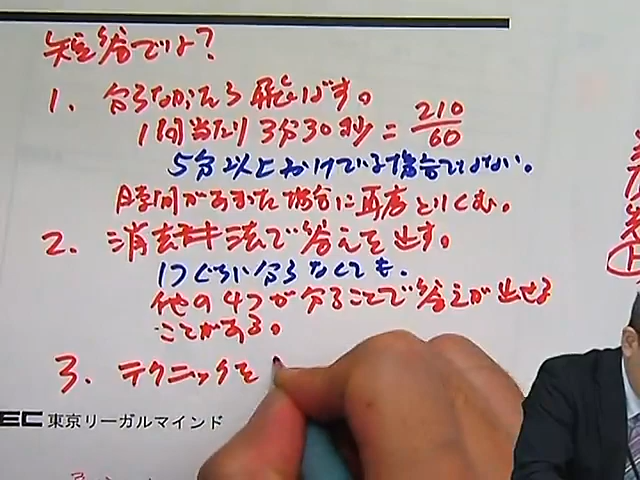 短答でしょ?
1. 分らなかったら飛ばす。
1問当たり 3分30秒 = 210/60
5分以上かけている場合でない。
時間があまった場合に再度とりくむ。
2. 消去法で答えを出す。
1つぐらい分らなくても、
他の4つが分ることで答えが出せる
ことがある。
3. テクニックを
EC 東京リーガルマインド